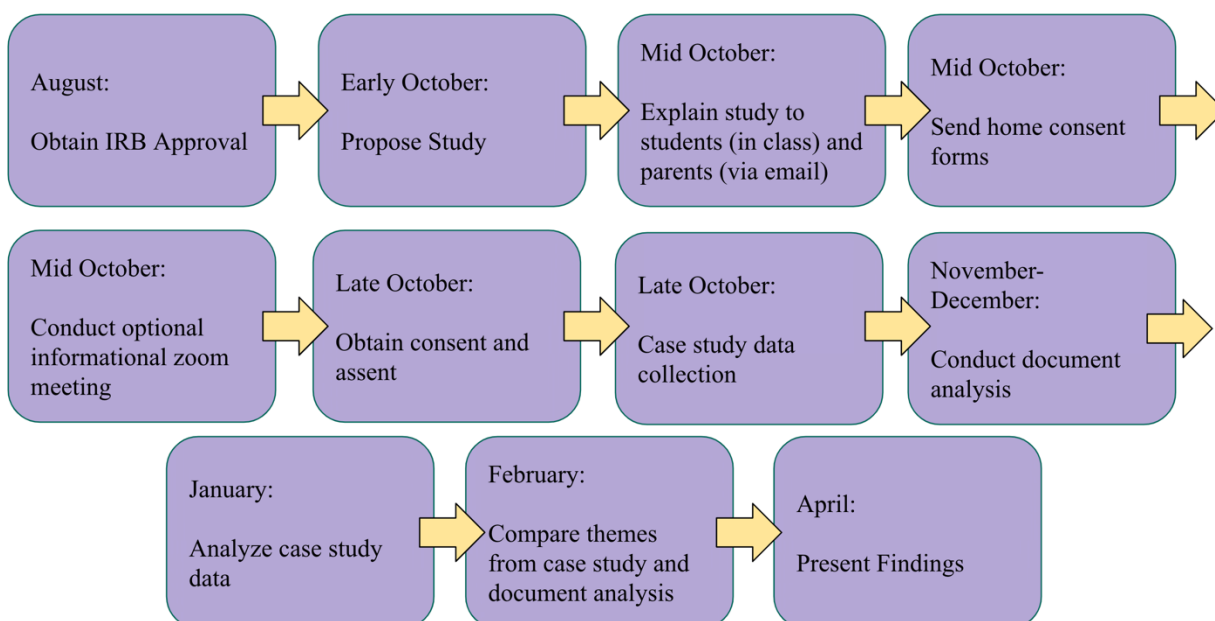 August:
Obtain IRB Approval
Early October:
Propose Study
Mid October:
Explain study to
students (in class) and
parents (via email)
Mid October:
Send home consent
forms
Mid October:
Conduct optional
informational zoom
meeting
Late October:
Obtain consent and
assent
Late October:
Case study data
collection
November-
December:
Conduct document
analysis
January:
Analyze case study
data
February:
Compare themes
from case study and
document analysis
April:
Present Findings